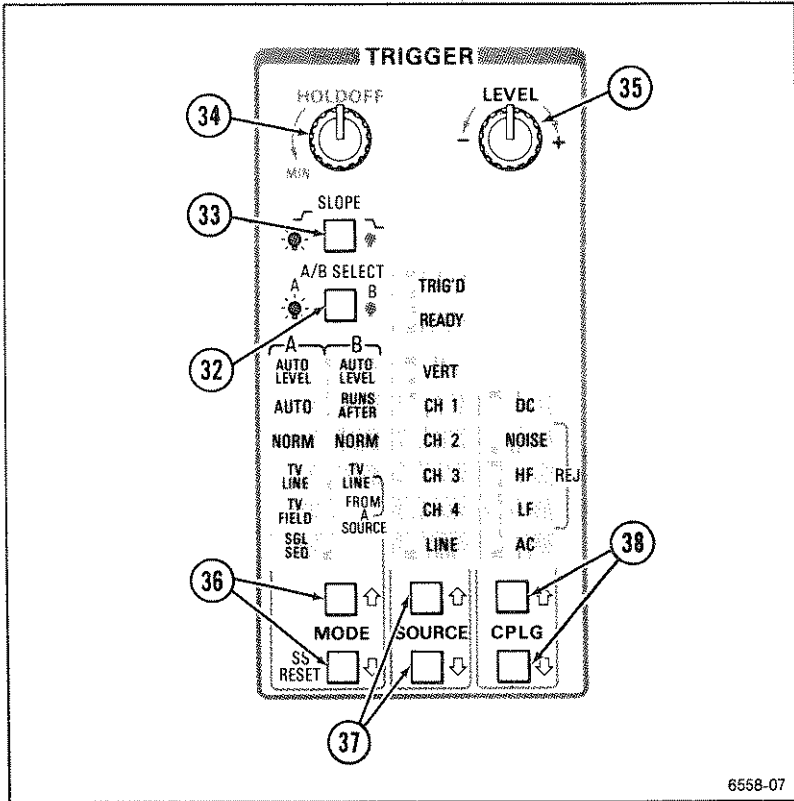 TRIGGER
HOLDOFF
LEVEL
34
35
- +
MIN
SLOPE
33
A/B SELECT
A B
TRIG'D
READY
32
A B
AUTO LEVEL AUTO LEVEL VERT
AUTO RUNS AFTER CH 1 DC
NORM NORM CH 2 NOISE
TV LINE TV LINE CH 3 HF REJ
TV FIELD FROM A SOURCE CH 4 LF
SGL SEQ LINE AC
36
38
MODE SOURCE CPLG
SS RESET
37
6558-07